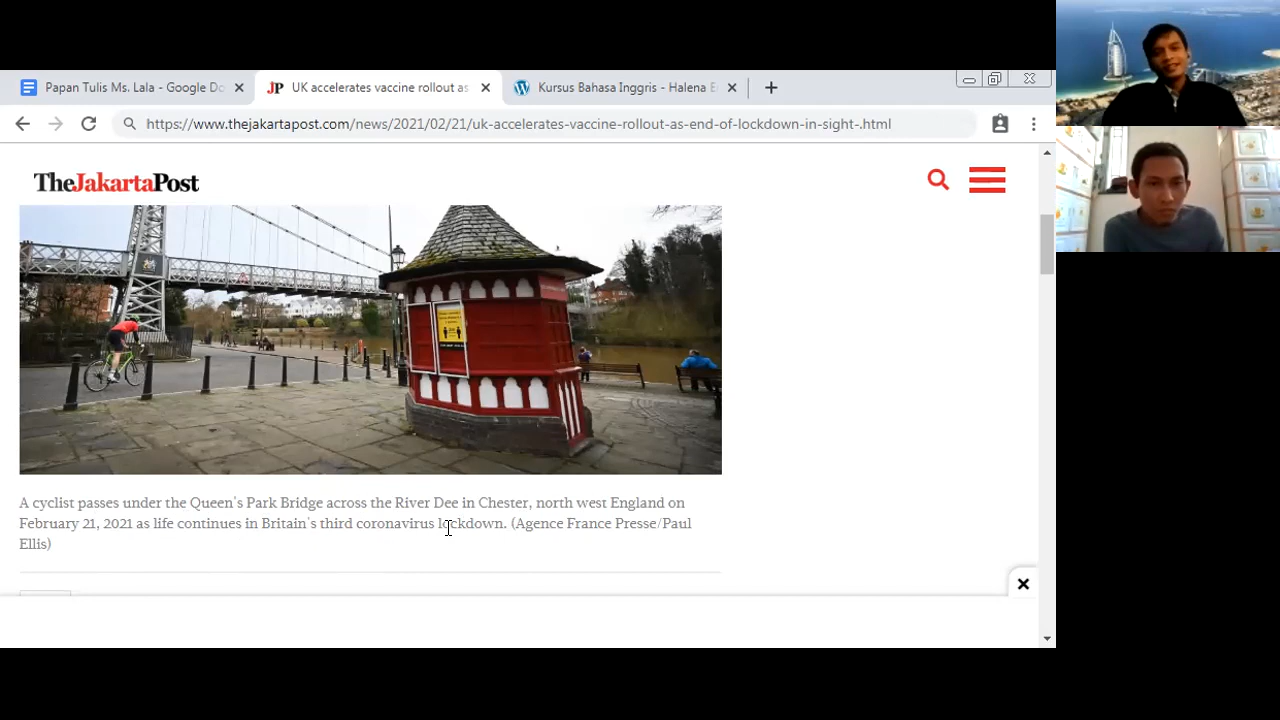 Papan Tulis Ms. Lala - Google Do
UK accelerates vaccine rollout as
Kursus Bahasa Inggris - Halena E
https://www.thejakartapost.com/news/2021/02/21/uk-accelerates-vaccine-rollout-as-end-of-lockdown-in-sight-.html
TheJakartaPost
A cyclist passes under the Queen's Park Bridge across the River Dee in Chester, north west England on
February 21, 2021 as life continues in Britain's third coronavirus lockdown. (Agence France Presse/Paul
Ellis)